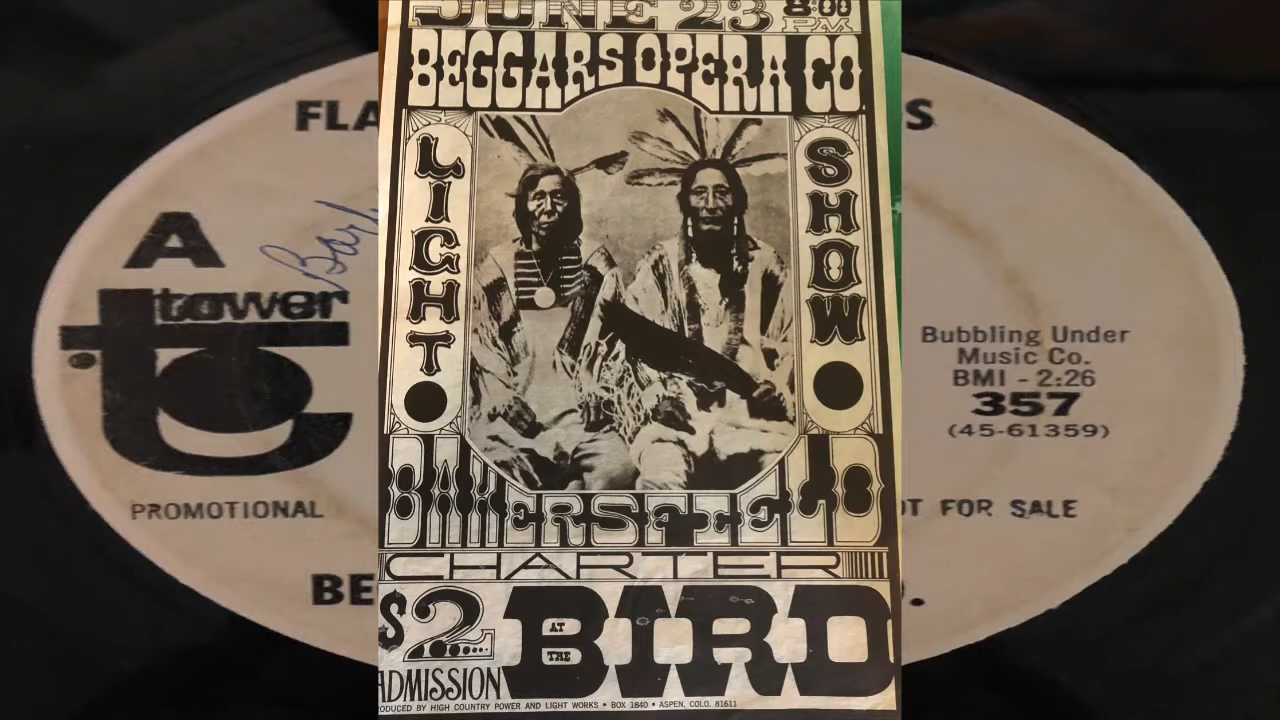 JUNE 23 8:00 PM
BEGGARS OPERA CO.
LIGHT
SHOW
BAKERSFIELD
CHARTER
$2 AT THE BIRD
ADMISSION
PRODUCED BY HIGH COUNTRY POWER AND LIGHT WORKS • BOX 1840 • ASPEN, COLO. 81611
FLA
S
A
Bar
tower
Bubbling Under
Music Co.
BMI - 2:26
357
(45-61359)
PROMOTIONAL
OT FOR SALE
BE
O.